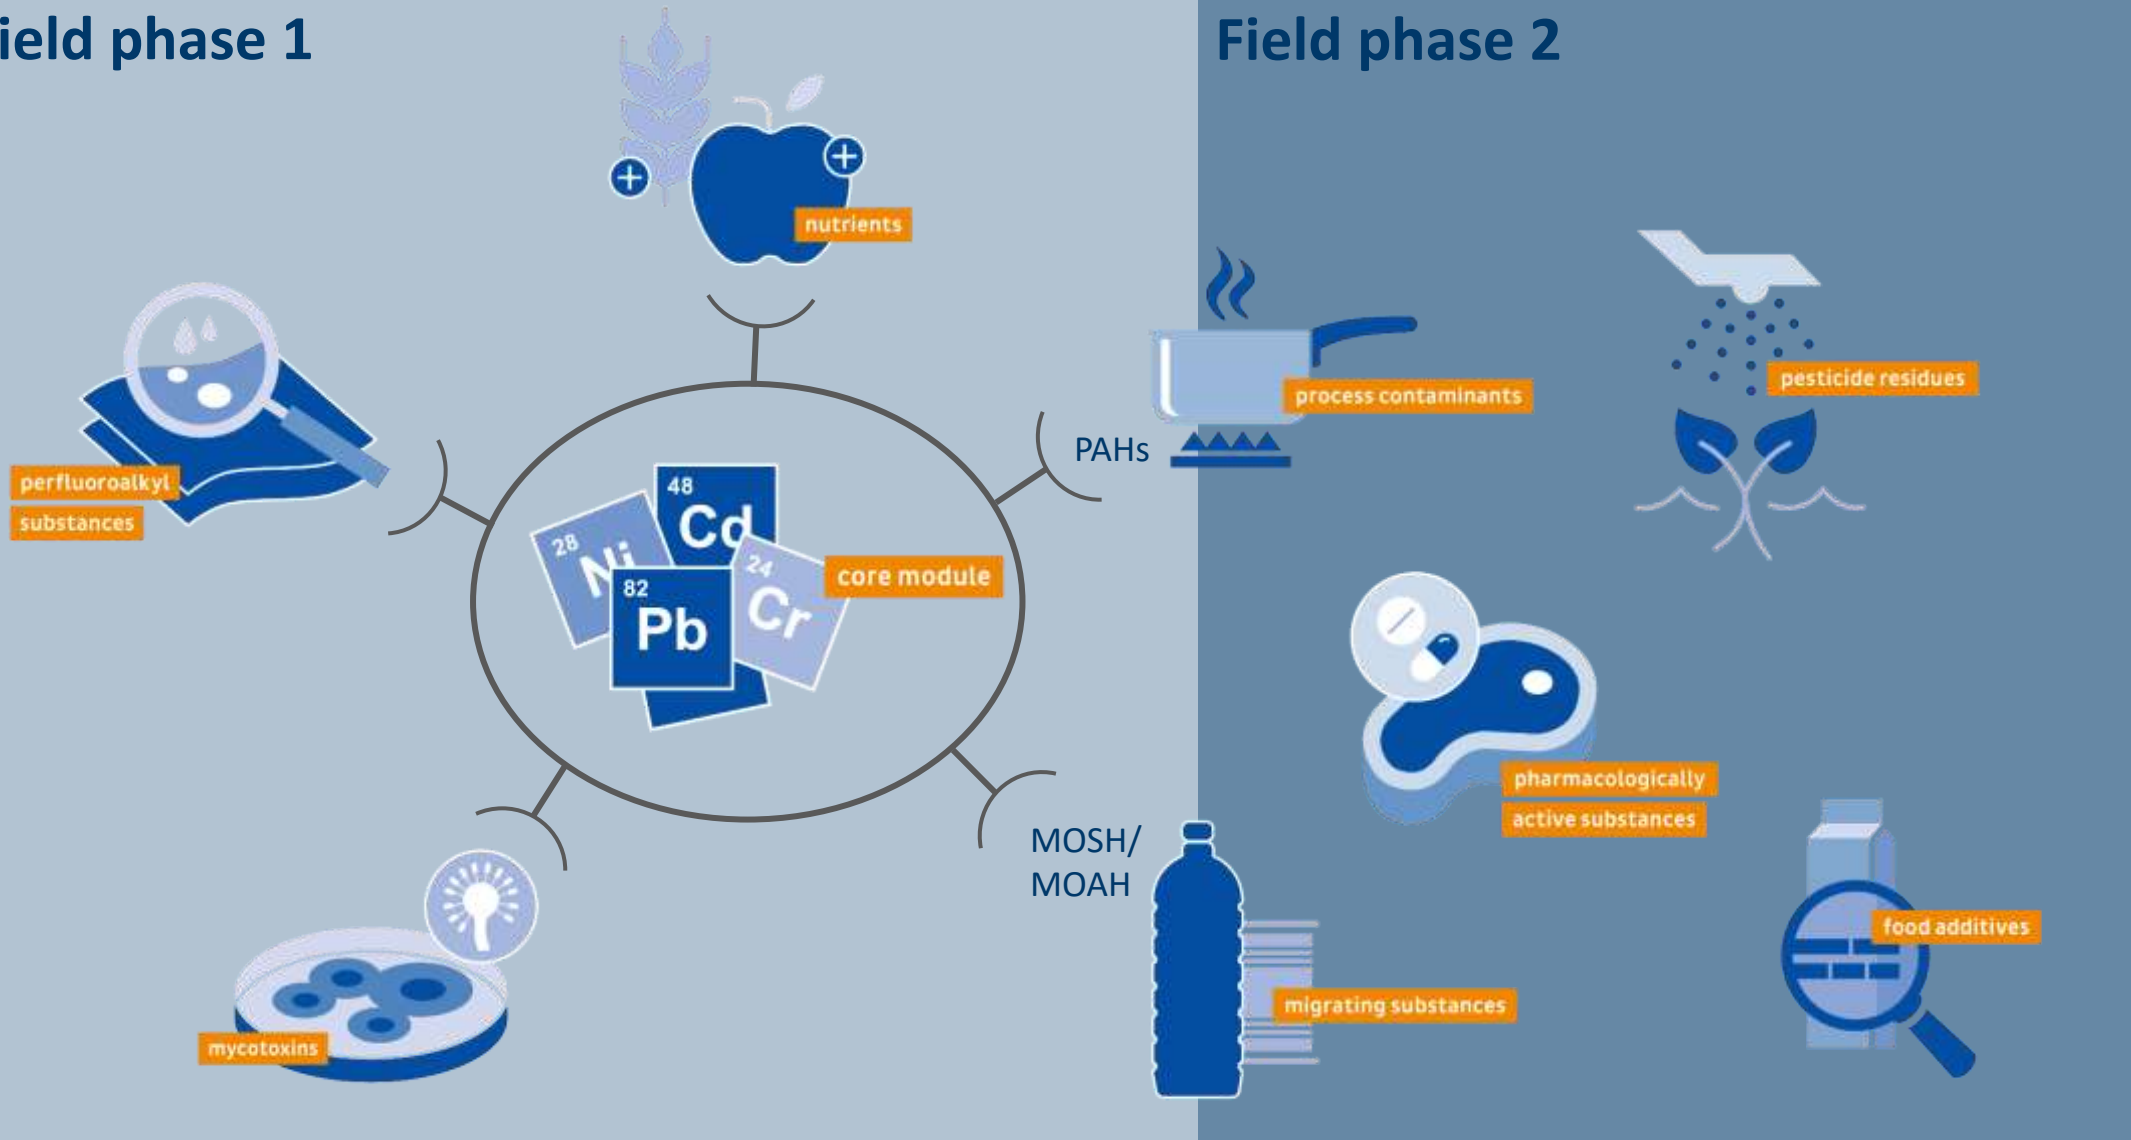 ield phase 1
Field phase 2
nutrients
perfluoroalkyl
substances
48
Cd
28
Ni
24
Cr
82
Pb
core module
PAHs
process contaminants
pesticide residues
pharmacologically
active substances
MOSH/
MOAH
migrating substances
food additives
mycotoxins